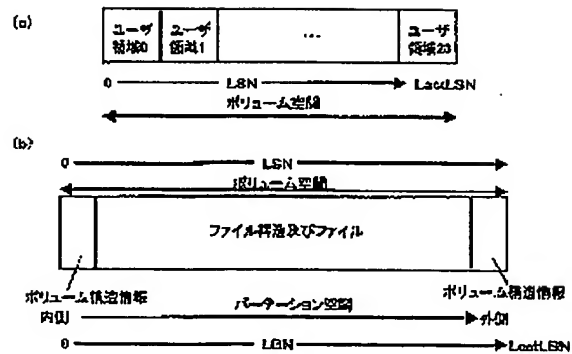 (a)
ユーザ領域0 ユーザ領域1 … ユーザ領域23
0 LSN LastLSN
ボリューム空間
(b)
0 LSN
ボリューム空間
ファイル構造及びファイル
ボリューム構造情報 ボリューム構造情報
内側 パーテーション空間 外側
0 LBN LastLBN